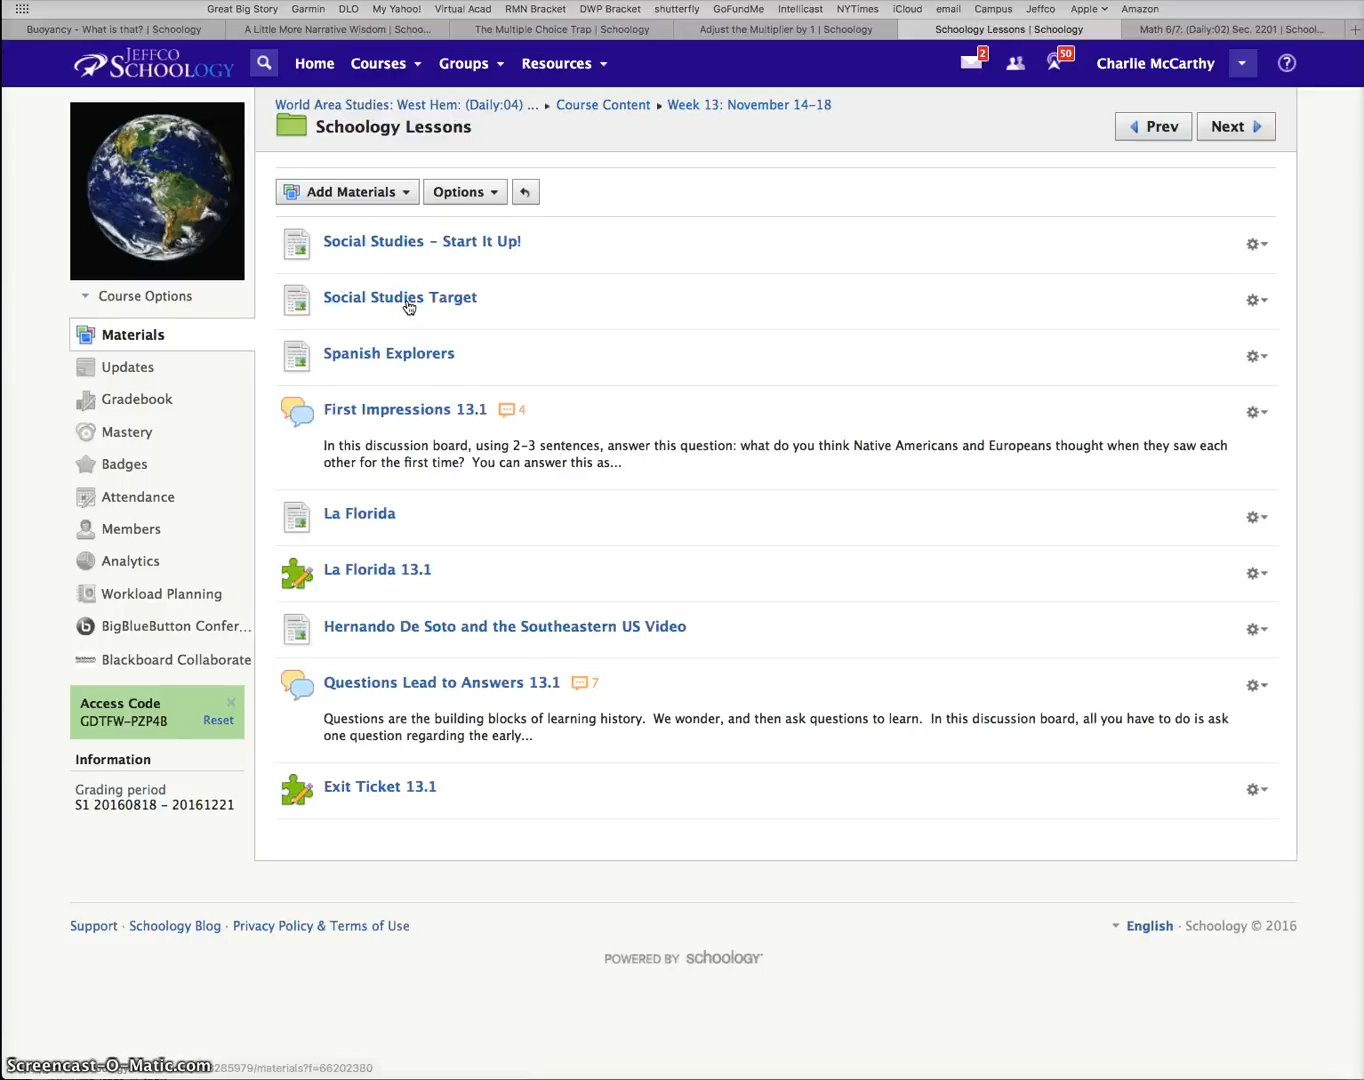 Great Big Story Garmin DLO My Yahoo! Virtual Acad RMN Bracket DWP Bracket shutterfly GoFundMe Intellicast NYTimes iCloud email Campus Jeffco Apple Amazon
Buoyancy - What is that? | Schoology A Little More Narrative Wisdom | Schoo... The Multiple Choice Trap | Schoology Adjust the Multiplier by 1 | Schoology Schoology Lessons | Schoology Math 6/7: (Daily:02) Sec. 2201 | School...
JEFFCO
SCHOOLOGY
Home Courses Groups Resources 2 50 Charlie McCarthy
World Area Studies: West Hem: (Daily:04) ... Course Content Week 13: November 14-18
Schoology Lessons
Prev Next
Add Materials Options
Social Studies - Start It Up!
Social Studies Target
Spanish Explorers
First Impressions 13.1 4
In this discussion board, using 2-3 sentences, answer this question: what do you think Native Americans and Europeans thought when they saw each
other for the first time? You can answer this as...
La Florida
La Florida 13.1
Hernando De Soto and the Southeastern US Video
Questions Lead to Answers 13.1 7
Questions are the building blocks of learning history. We wonder, and then ask questions to learn. In this discussion board, all you have to do is ask
one question regarding the early...
Exit Ticket 13.1
Course Options
Materials
Updates
Gradebook
Mastery
Badges
Attendance
Members
Analytics
Workload Planning
BigBlueButton Confer...
Blackboard Collaborate
Access Code
GDTFW-PZP4B Reset
Information
Grading period
S1 20160818 - 20161221
Support · Schoology Blog · Privacy Policy & Terms of Use
English · Schoology © 2016
POWERED BY schoology
Screencast-O-Matic.com 285979/materials?f=66202380